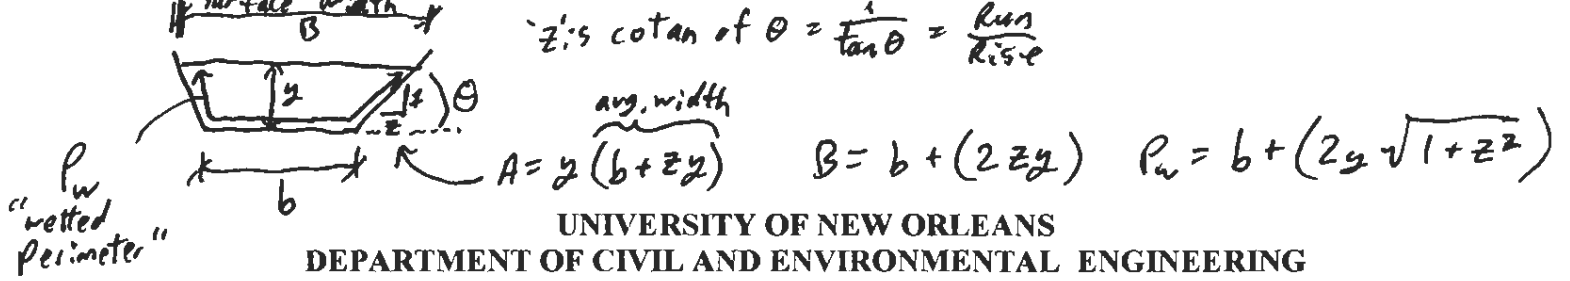 surface width
B
'z' is cotan of θ = 1/tan θ = Run/Rise
y
1
z
θ
b
Pw
"wetted
perimeter"
avg. width
A = y (b + zy)
B = b + (2zy)
Pw = b + (2y √(1 + z²))
UNIVERSITY OF NEW ORLEANS
DEPARTMENT OF CIVIL AND ENVIRONMENTAL ENGINEERING